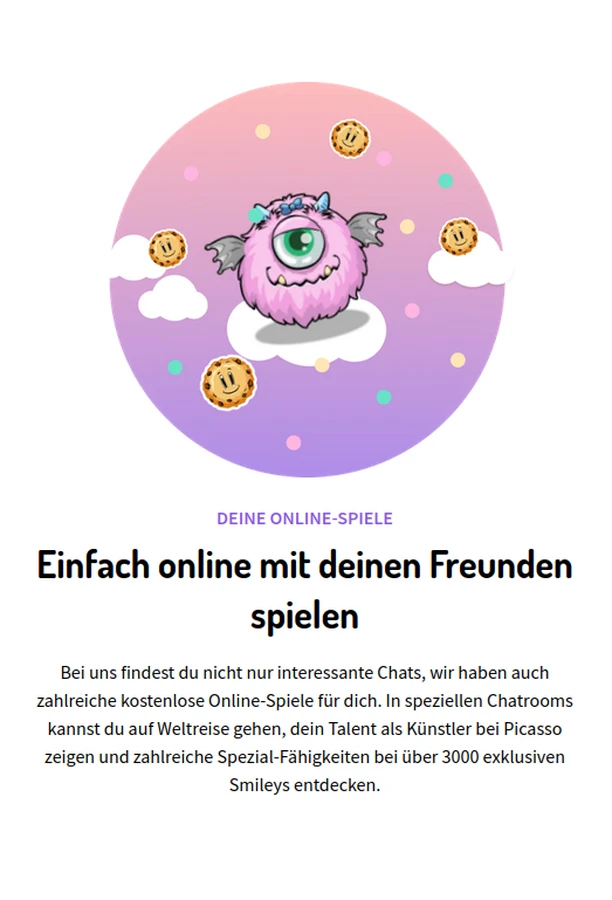 DEINE ONLINE-SPIELE
Einfach online mit deinen Freunden
spielen
Bei uns findest du nicht nur interessante Chats, wir haben auch
zahlreiche kostenlose Online-Spiele für dich. In speziellen Chatrooms
kannst du auf Weltreise gehen, dein Talent als Künstler bei Picasso
zeigen und zahlreiche Spezial-Fähigkeiten bei über 3000 exklusiven
Smileys entdecken.